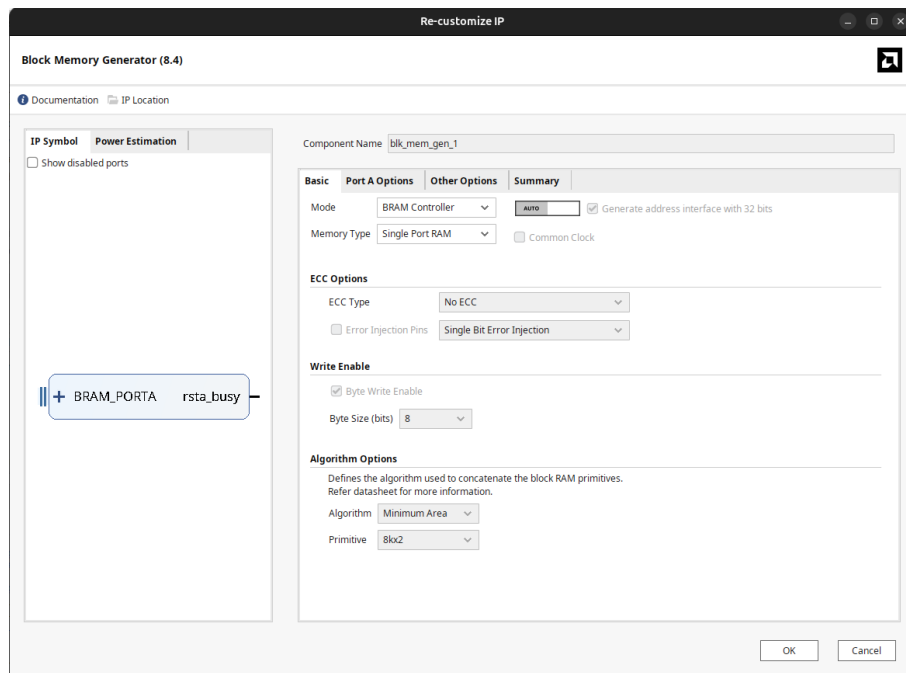 Re-customize IP
Block Memory Generator (8.4)
Documentation IP Location
IP Symbol Power Estimation
Show disabled ports
BRAM_PORTA rsta_busy
Component Name blk_mem_gen_1
Basic Port A Options Other Options Summary
Mode BRAM Controller AUTO Generate address interface with 32 bits
Memory Type Single Port RAM Common Clock
ECC Options
ECC Type No ECC
Error Injection Pins Single Bit Error Injection
Write Enable
Byte Write Enable
Byte Size (bits) 8
Algorithm Options
Defines the algorithm used to concatenate the block RAM primitives.
Refer datasheet for more information.
Algorithm Minimum Area
Primitive 8kx2
OK Cancel